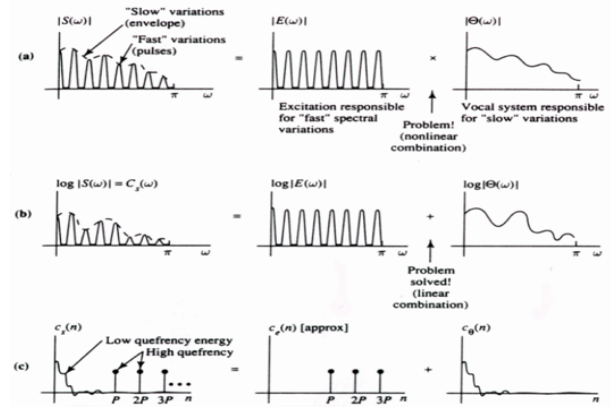 |S(ω)|
"Slow" variations
(envelope)
"Fast" variations
(pulses)
|E(ω)|
|Θ(ω)|
(a)
=
×
π ω
π ω
π ω
Excitation responsible
for "fast" spectral
variations
Problem!
(nonlinear
combination)
Vocal system responsible
for "slow" variations
log |S(ω)| = C_s(ω)
log|E(ω)|
log|Θ(ω)|
(b)
=
+
π ω
π ω
π ω
Problem
solved!
(linear
combination)
c_s(n)
Low quefrency energy
High quefrency
c_e(n) [approx]
c_θ(n)
(c)
=
+
P 2P 3P n
P 2P 3P n
n